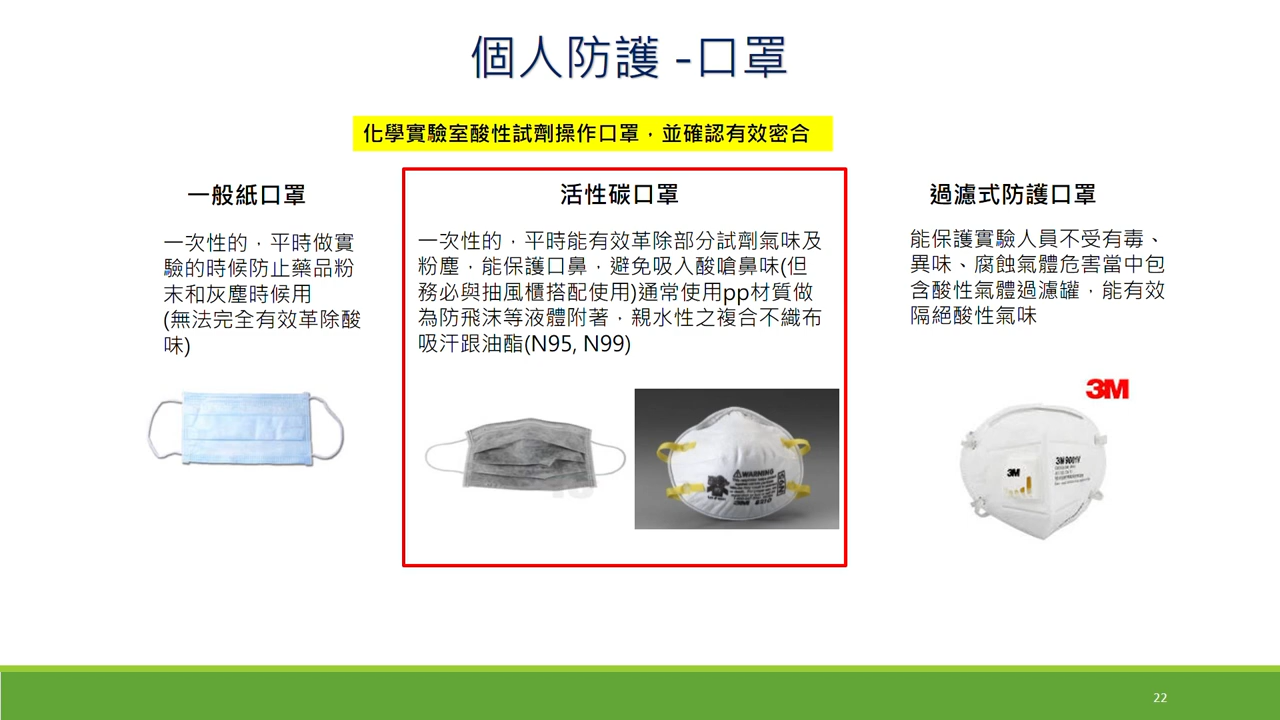 個人防護 -口罩
化學實驗室酸性試劑操作口罩，並確認有效密合
一般紙口罩
一次性的，平時做實
驗的時候防止藥品粉
末和灰塵時候用
(無法完全有效革除酸
味)
活性碳口罩
一次性的，平時能有效革除部分試劑氣味及
粉塵，能保護口鼻，避免吸入酸嗆鼻味(但
務必與抽風櫃搭配使用)通常使用pp材質做
為防飛沫等液體附著，親水性之複合不織布
吸汗跟油酯(N95, N99)
WARNING
3M 8210
過濾式防護口罩
能保護實驗人員不受有毒、
異味、腐蝕氣體危害當中包
含酸性氣體過濾罐，能有效
隔絕酸性氣味
3M
3M 9001V
3M
22